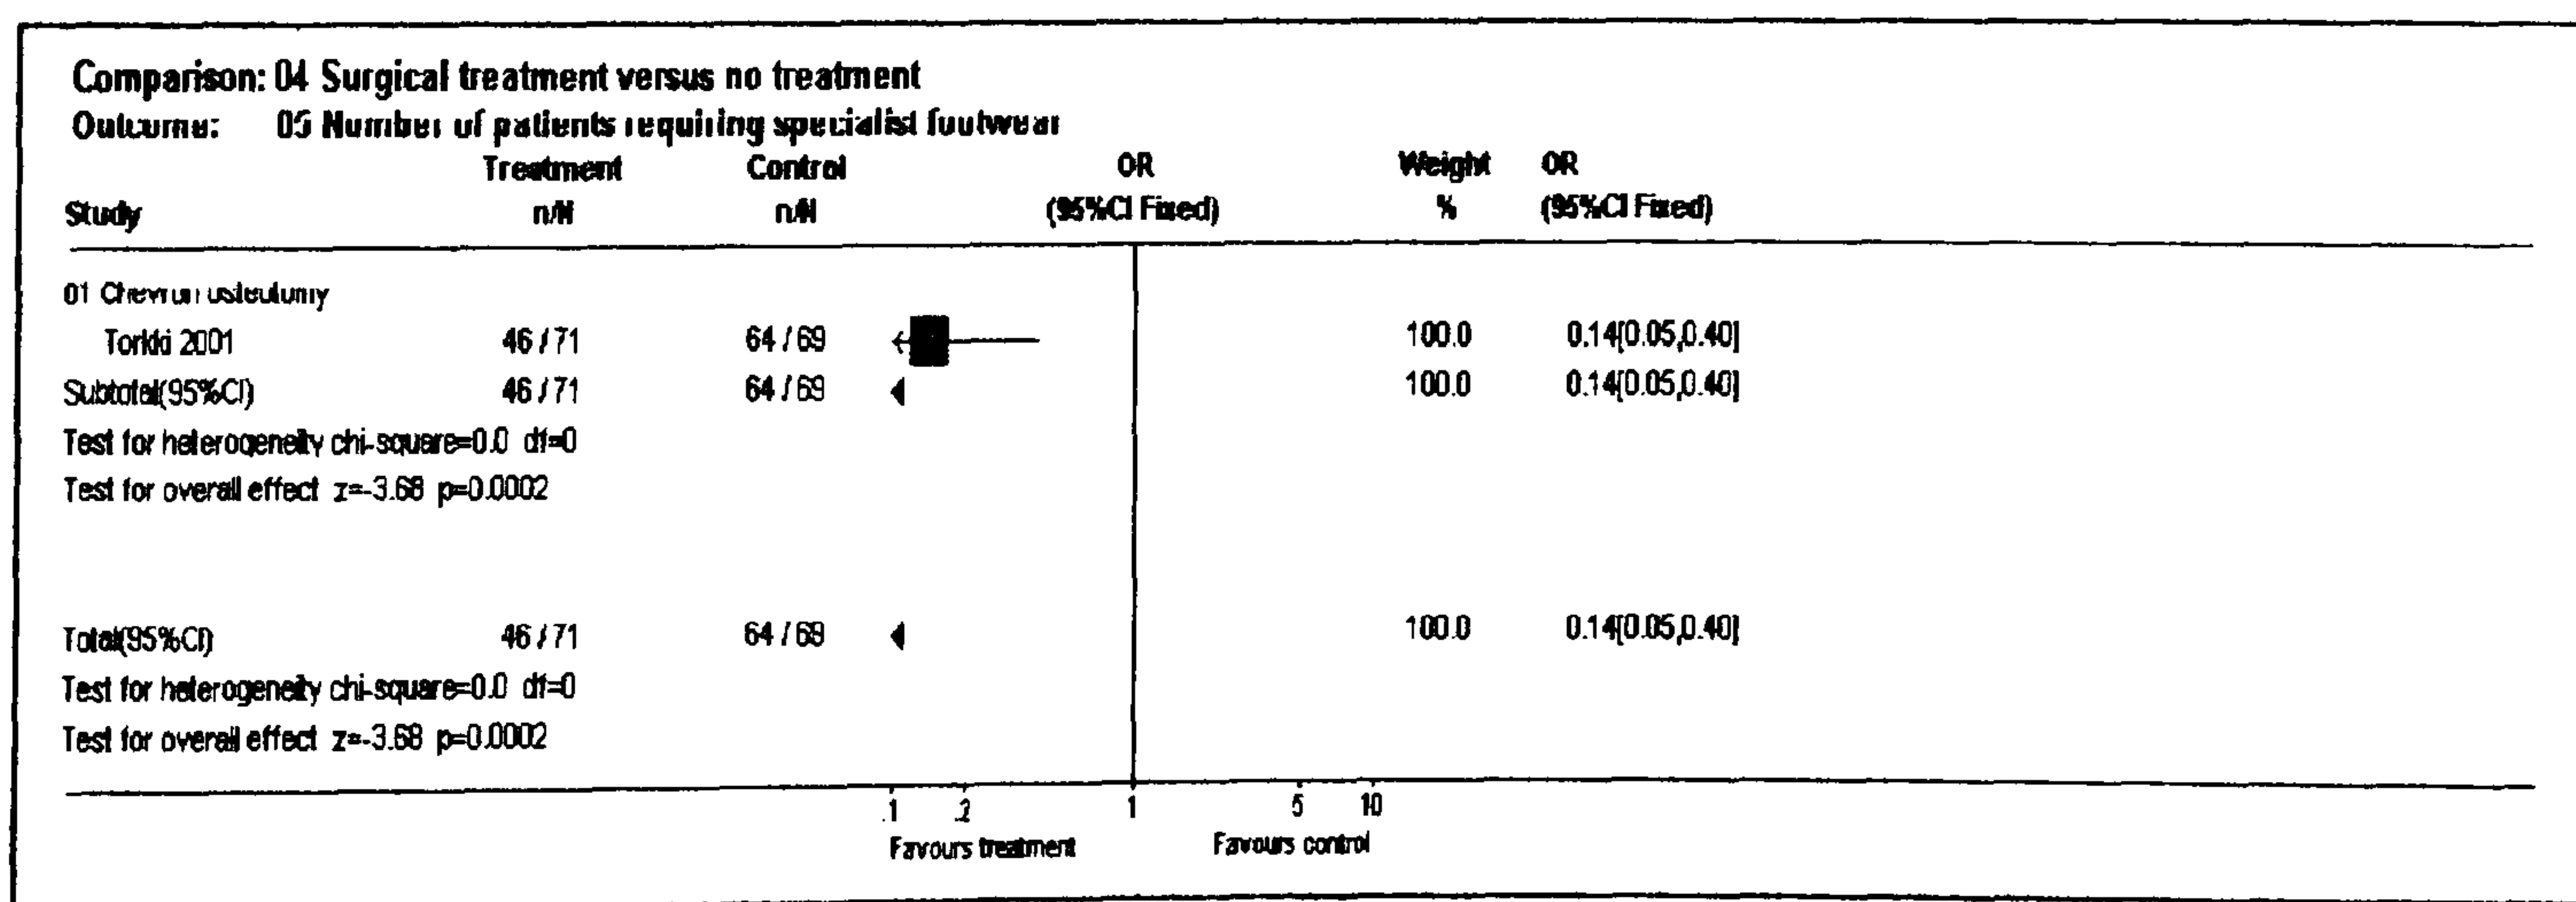 Comparison: 04 Surgical treatment versus no treatment
Outcome: 05 Number of patients requiring specialist footwear
Treatment Control OR Weight OR
Study n/N n/N (95%CI Fixed) % (95%CI Fixed)
01 Chevron osteotomy
Torkki 2001 46 / 71 64 / 69 100.0 0.14[0.05,0.40]
Subtotal(95%CI) 46 / 71 64 / 69 100.0 0.14[0.05,0.40]
Test for heterogeneity chi-square=0.0 df=0
Test for overall effect z=-3.68 p=0.0002
Total(95%CI) 46 / 71 64 / 69 100.0 0.14[0.05,0.40]
Test for heterogeneity chi-square=0.0 df=0
Test for overall effect z=-3.68 p=0.0002
.1 .2 1 5 10
Favours treatment Favours control